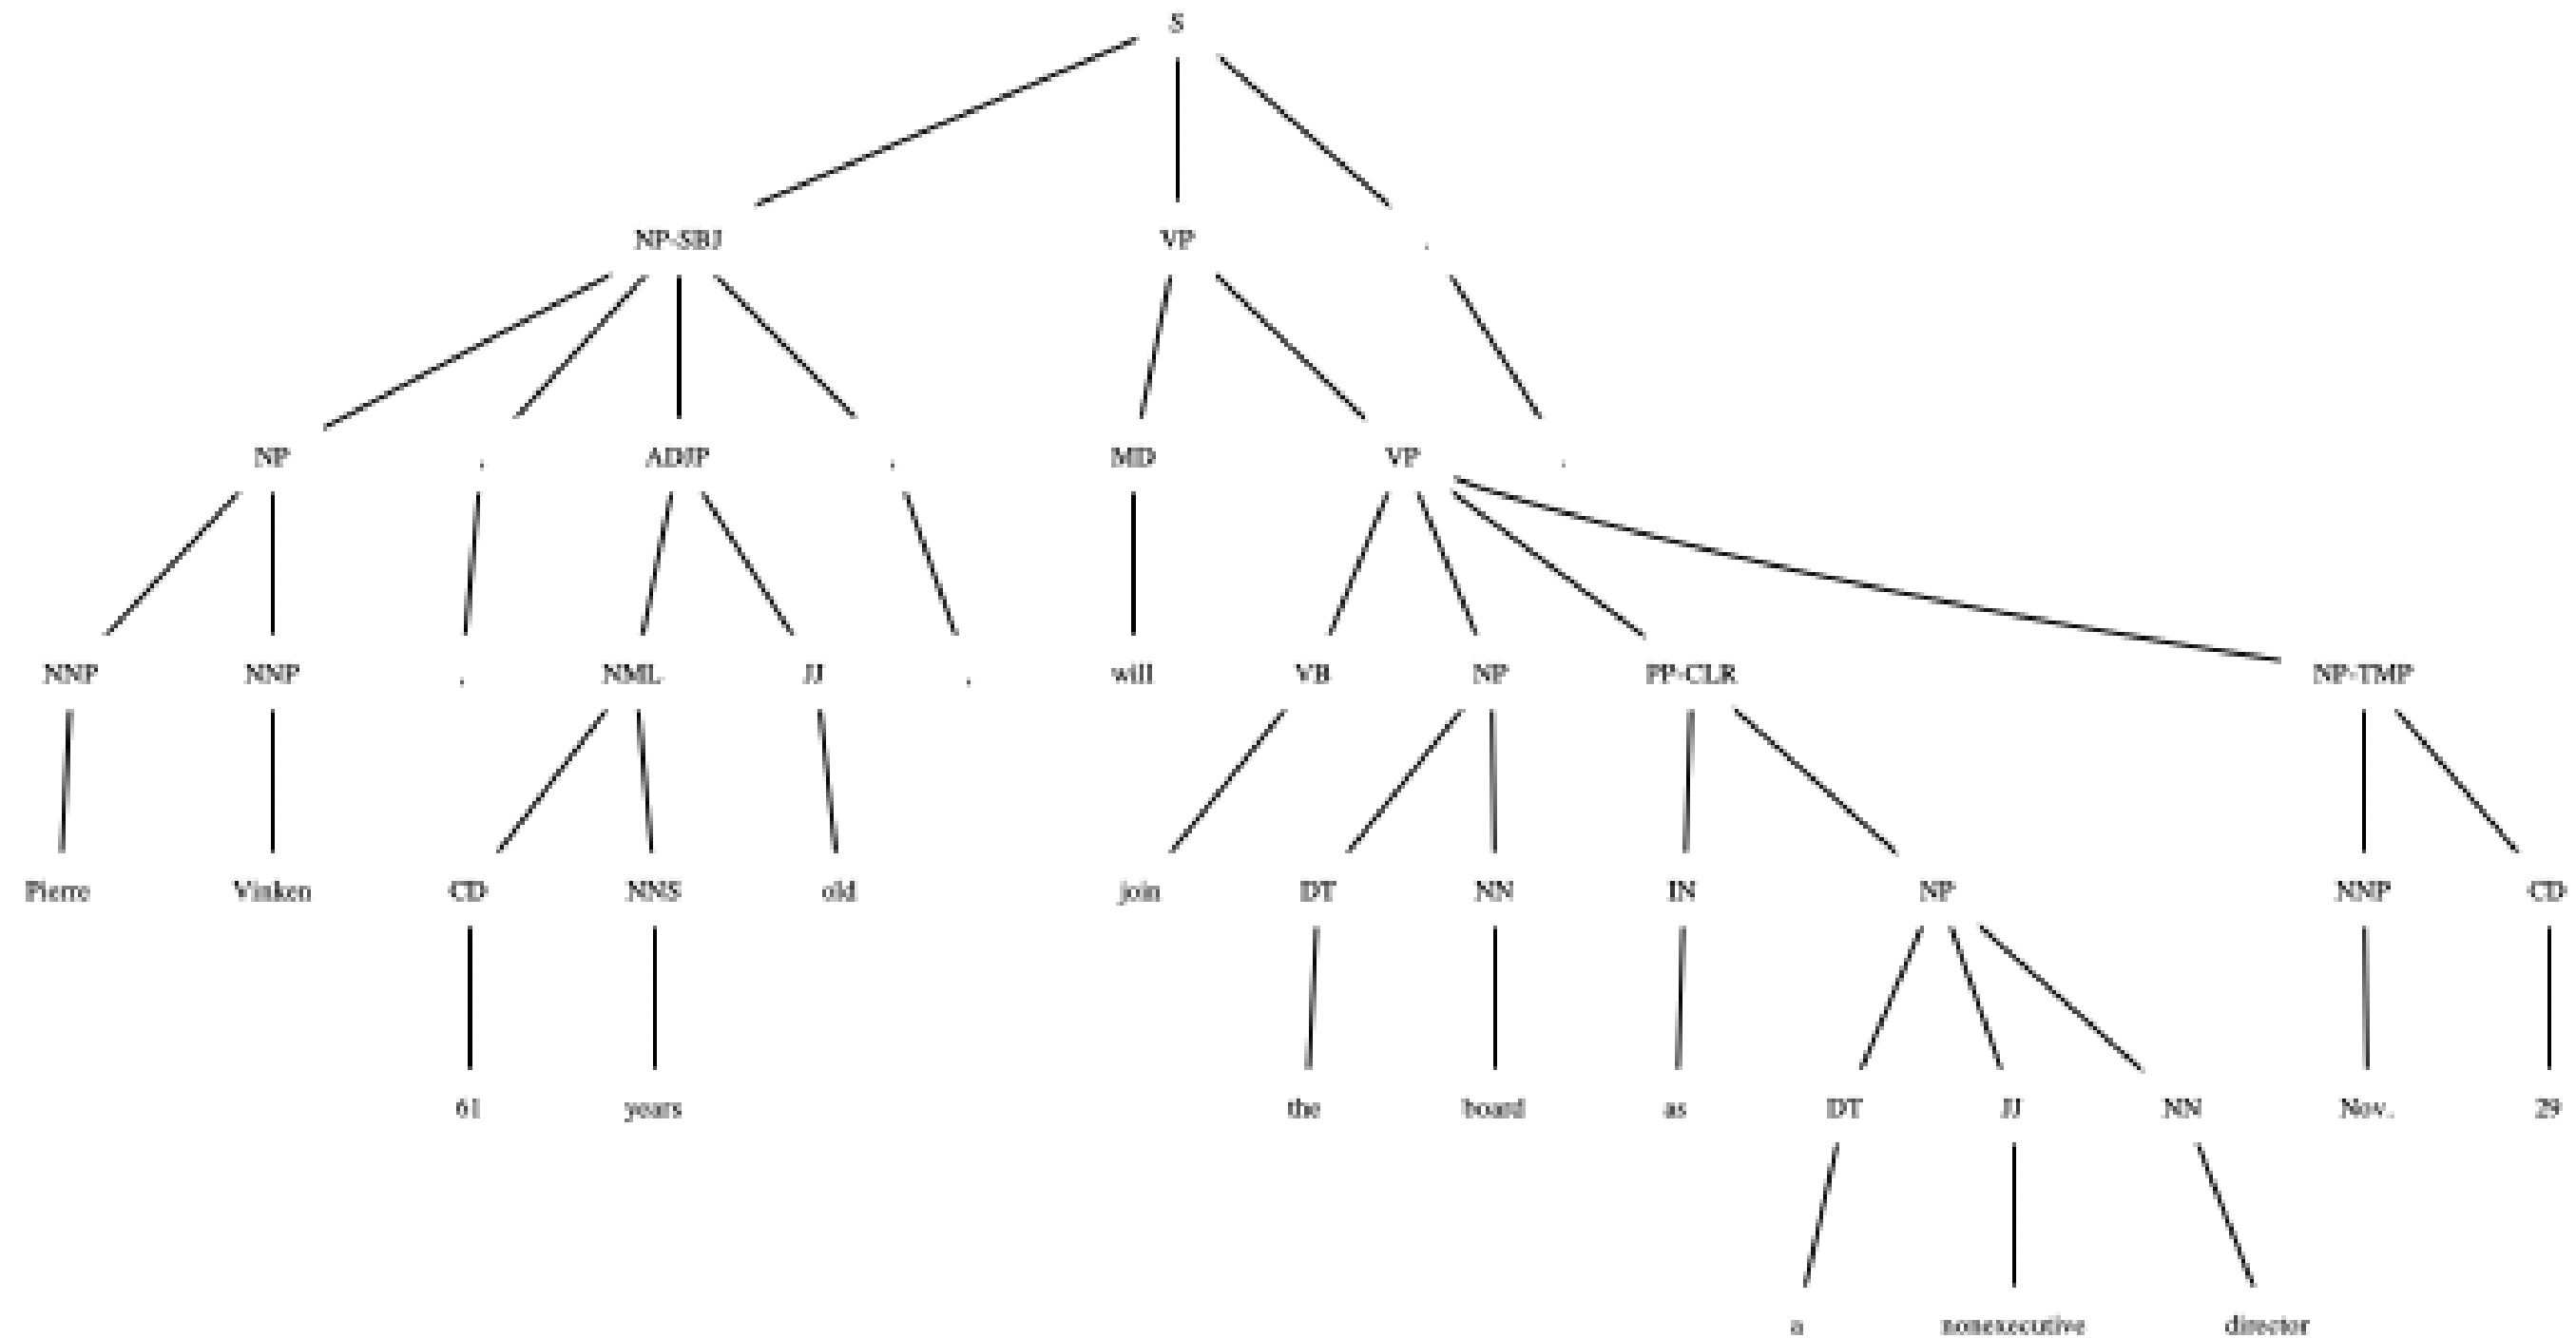 S
NP-SBJ VP .
NP , ADJP , MD VP .
NNP NNP , NML JJ , will VB NP PP-CLR NP-TMP
Pierre Vinken CD NNS old join DT NN IN NP NNP CD
61 years the board as DT JJ NN Nov. 29
a nonexecutive director